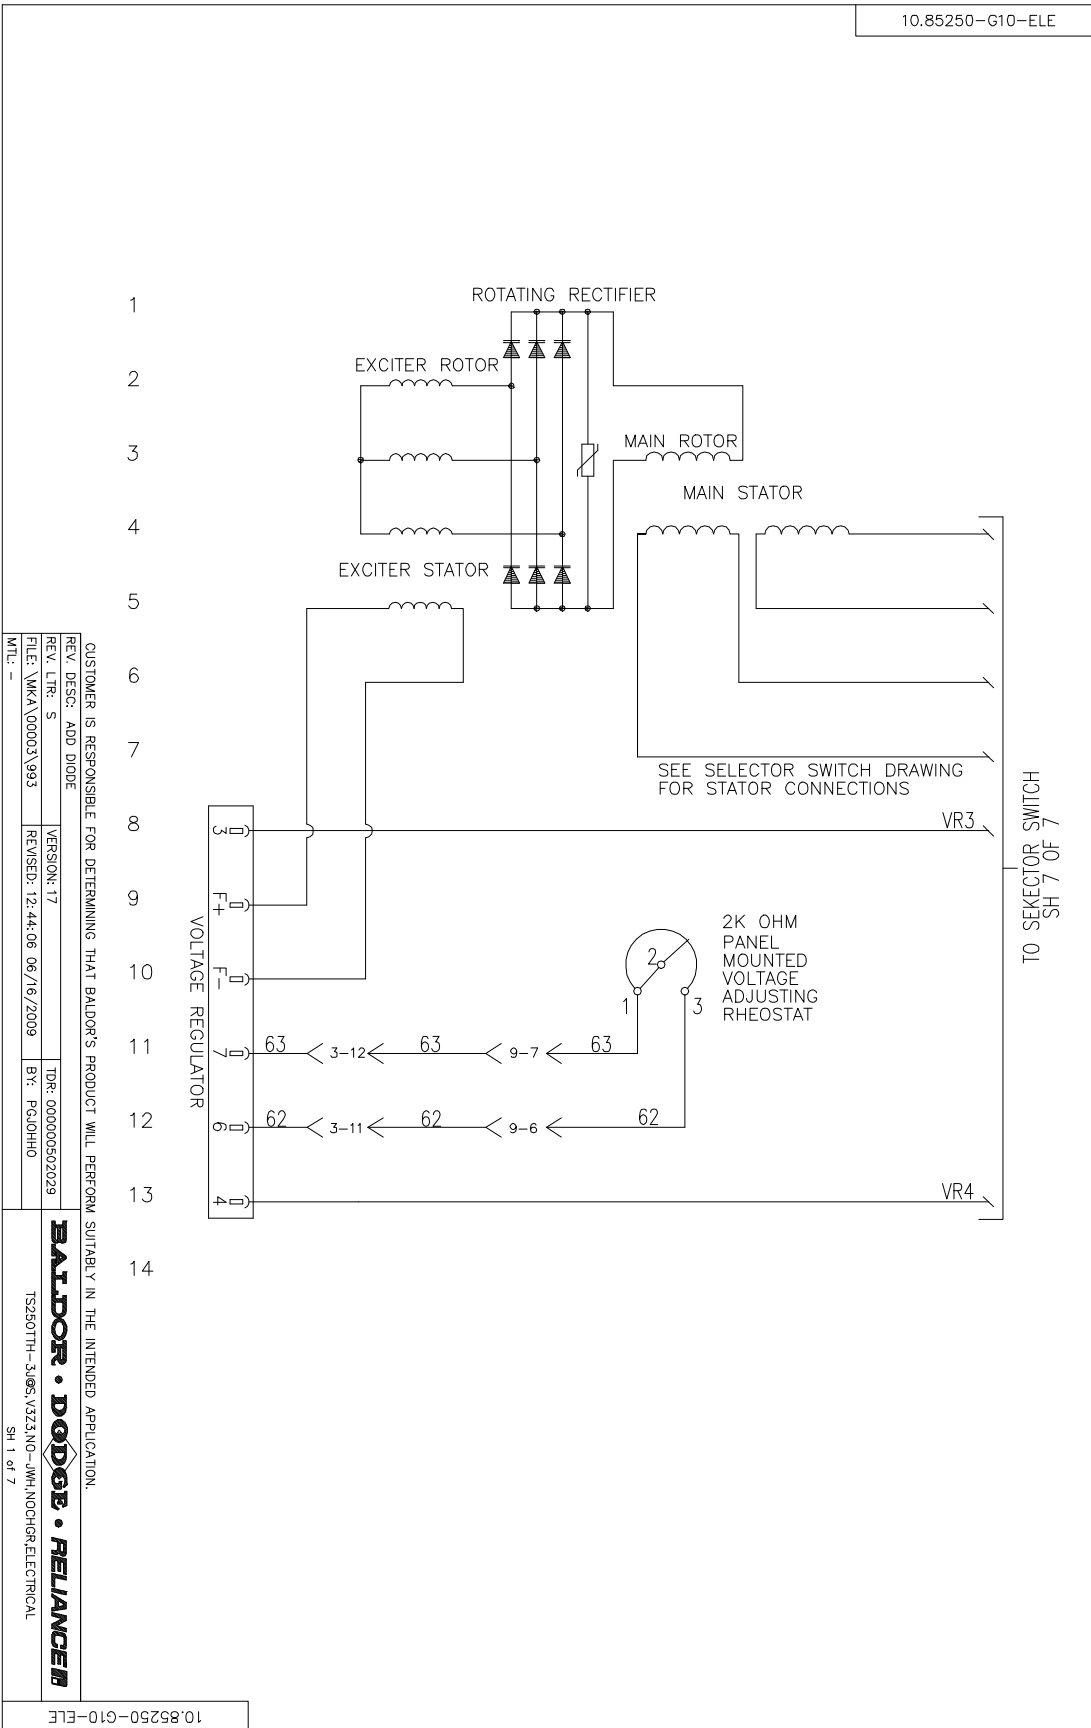 10.85250-G10-ELE
1
2
3
4
5
6
7
8
9
10
11
12
13
14
ROTATING RECTIFIER
EXCITER ROTOR
MAIN ROTOR
MAIN STATOR
EXCITER STATOR
SEE SELECTOR SWITCH DRAWING
FOR STATOR CONNECTIONS
VR3
TO SEKECTOR SWITCH
SH 7 OF 7
3
F+
F-
7
6
4
VOLTAGE REGULATOR
2K OHM
PANEL
MOUNTED
VOLTAGE
ADJUSTING
RHEOSTAT
2
1
3
63
3-12
63
9-7
63
62
3-11
62
9-6
62
VR4
CUSTOMER IS RESPONSIBLE FOR DETERMINING THAT BALDOR'S PRODUCT WILL PERFORM SUITABLY IN THE INTENDED APPLICATION.
REV. DESC: ADD DIODE
REV. LTR: S
VERSION: 17
TDR: 000000502029
FILE: \MKA\00003\993
REVISED: 12:44:06 06/16/2009
BY: PGJOHHO
MTL: -
BALDOR • DODGE • RELIANCE
TS250TTH-3J@S,V3Z3,NO-JWH,NOCHGR,ELECTRICAL
SH 1 of 7
10.85250-G10-ELE